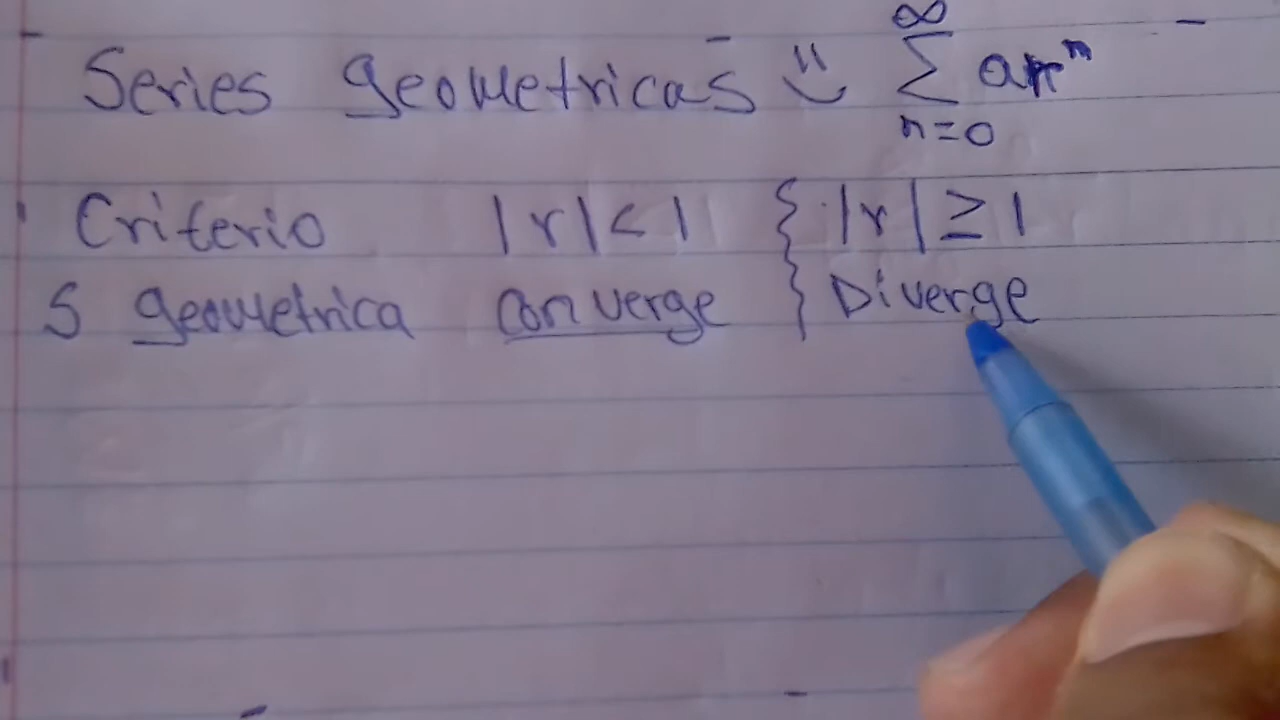 Series geometricas ∞ ∑ n=0 ar^n
Criterio |r|<1 { |r| ≥ 1
S geometrica converge } Diverge